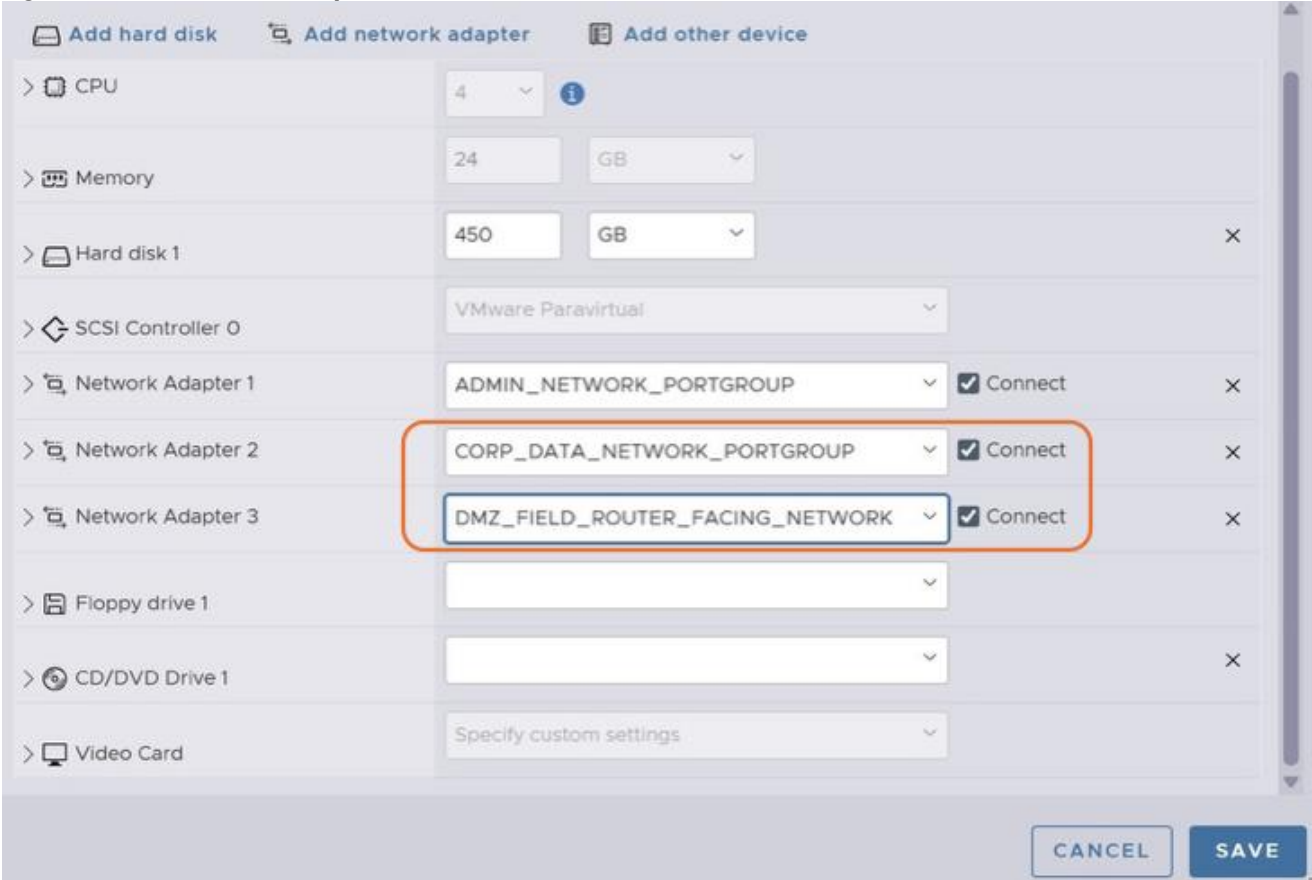 Add hard disk Add network adapter Add other device
CPU 4
Memory 24 GB
Hard disk 1 450 GB
SCSI Controller 0 VMware Paravirtual
Network Adapter 1 ADMIN_NETWORK_PORTGROUP Connect
Network Adapter 2 CORP_DATA_NETWORK_PORTGROUP Connect
Network Adapter 3 DMZ_FIELD_ROUTER_FACING_NETWORK Connect
Floppy drive 1
CD/DVD Drive 1
Video Card Specify custom settings
CANCEL SAVE